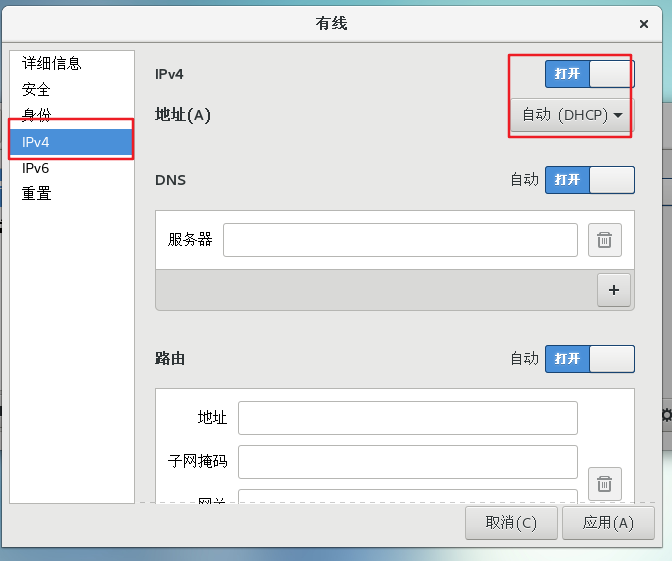 有线
详细信息
安全
身份
IPv4
IPv6
重置
IPv4 打开
地址(A) 自动 (DHCP)
DNS 自动 打开
服务器
路由 自动 打开
地址
子网掩码
网关
取消(C) 应用(A)